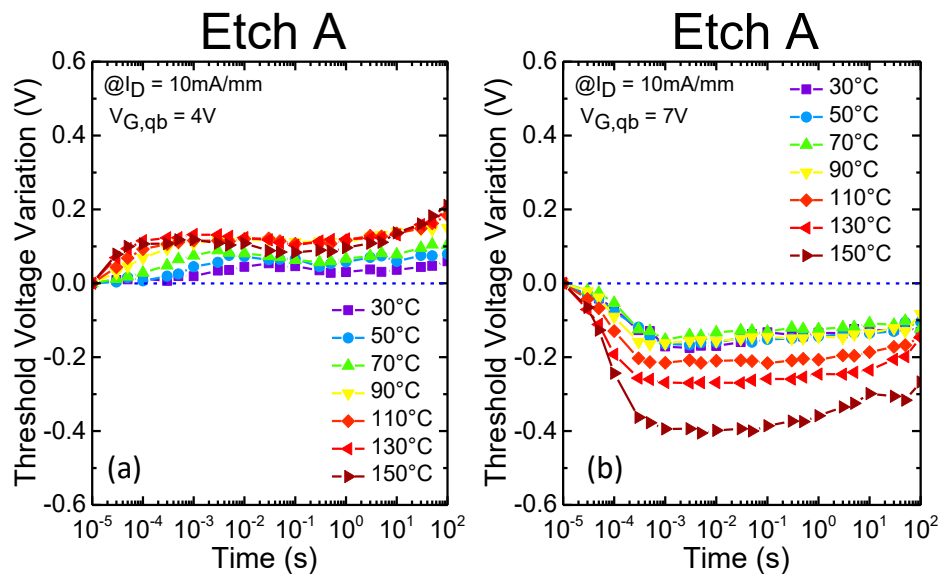 Etch A
Threshold Voltage Variation (V)
0.6
0.4
0.2
0.0
-0.2
-0.4
-0.6
@I_D = 10mA/mm
V_G,qb = 4V
30°C
50°C
70°C
90°C
110°C
130°C
150°C
(a)
10^-5 10^-4 10^-3 10^-2 10^-1 10^0 10^1 10^2
Time (s)
Etch A
Threshold Voltage Variation (V)
0.6
0.4
0.2
0.0
-0.2
-0.4
-0.6
@I_D = 10mA/mm
V_G,qb = 7V
30°C
50°C
70°C
90°C
110°C
130°C
150°C
(b)
10^-5 10^-4 10^-3 10^-2 10^-1 10^0 10^1 10^2
Time (s)